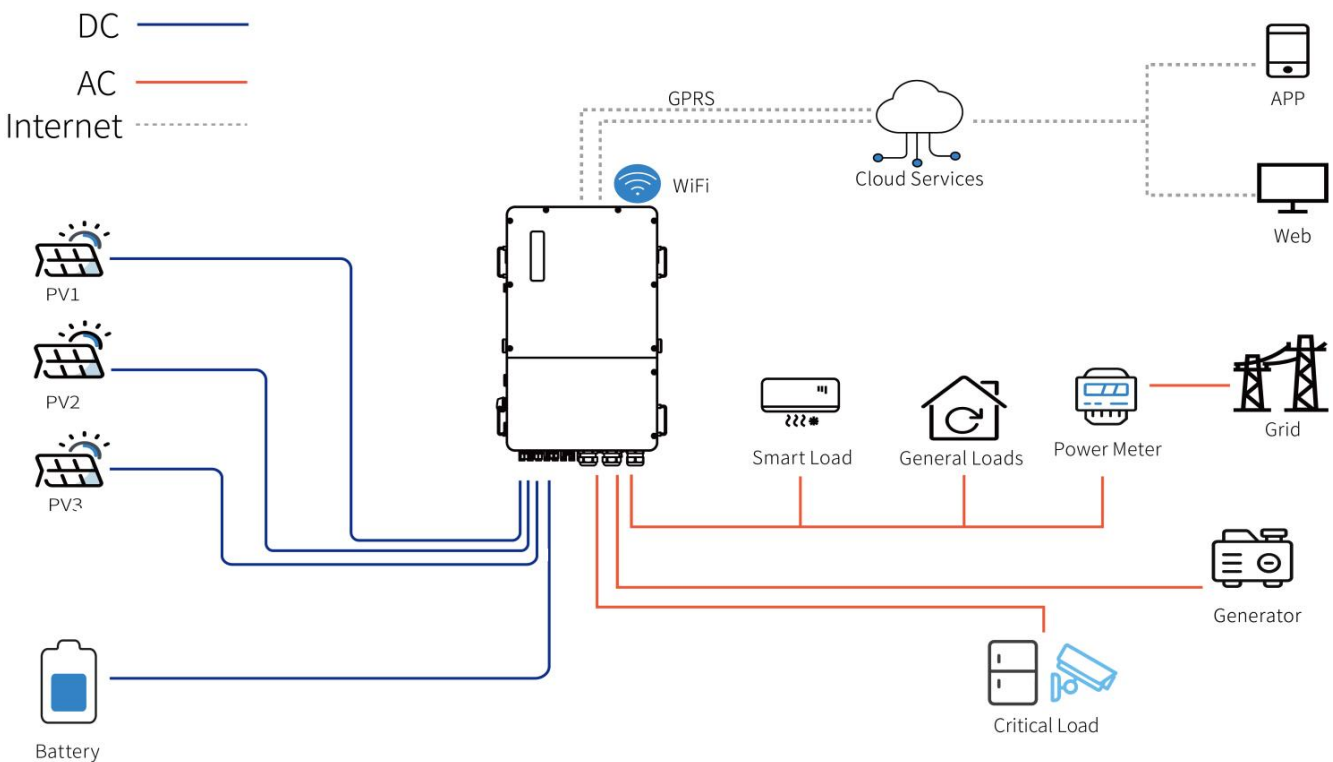 DC
AC
Internet
GPRS
WiFi
Cloud Services
APP
Web
PV1
PV2
PV3
Smart Load
General Loads
Power Meter
Grid
Generator
Critical Load
Battery